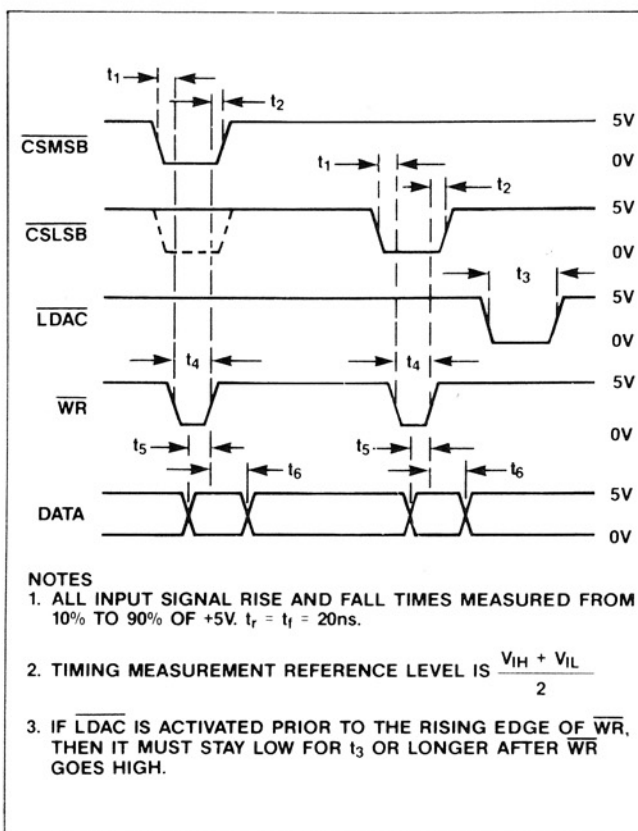 t1
t2
CSMSB
5V
0V
t1
t2
CSLSB
5V
0V
t3
LDAC
5V
0V
t4
t4
WR
5V
0V
t5
t6
t5
t6
DATA
5V
0V
NOTES
1. ALL INPUT SIGNAL RISE AND FALL TIMES MEASURED FROM
10% TO 90% OF +5V. tr = tf = 20ns.
2. TIMING MEASUREMENT REFERENCE LEVEL IS VIH + VIL / 2
3. IF LDAC IS ACTIVATED PRIOR TO THE RISING EDGE OF WR,
THEN IT MUST STAY LOW FOR t3 OR LONGER AFTER WR
GOES HIGH.